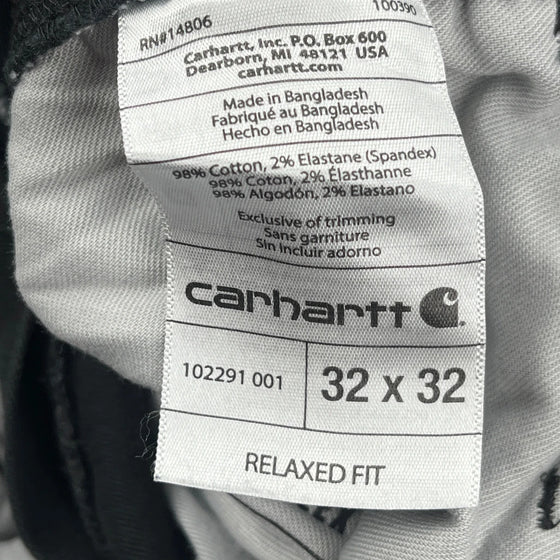 RN#14806
100390
Carhartt, Inc. P.O. Box 600
Dearborn, MI 48121 USA
carhartt.com
Made in Bangladesh
Fabriqué au Bangladesh
Hecho en Bangladesh
98% Cotton, 2% Elastane (Spandex)
98% Coton, 2% Élasthanne
98% Algodón, 2% Elastano
Exclusive of trimming
Sans garniture
Sin incluir adorno
carhartt
102291 001
32 x 32
RELAXED FIT